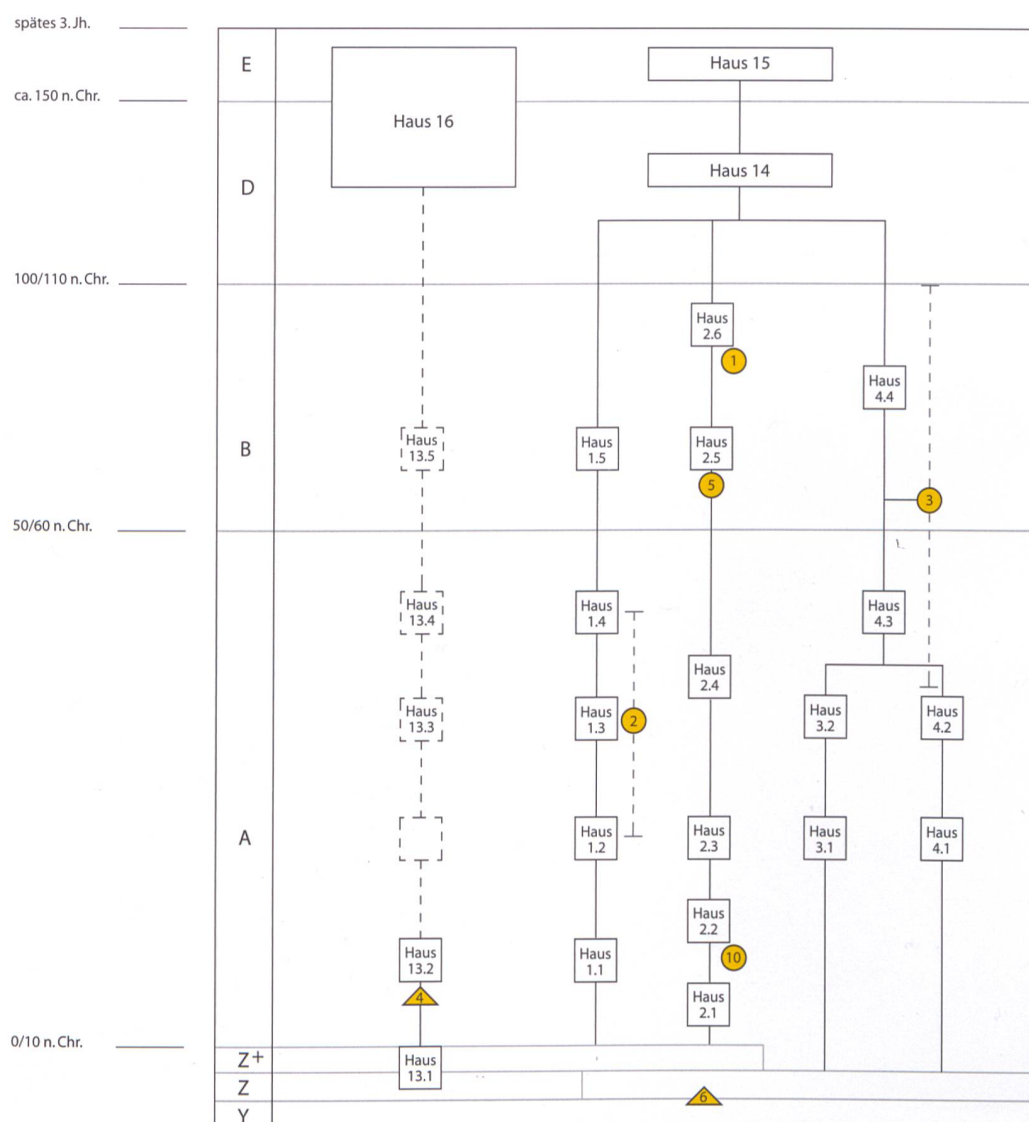 spätes 3. Jh.
E
Haus 15
ca. 150 n. Chr.
Haus 16
D
Haus 14
100/110 n. Chr.
Haus
2.6
1
Haus
4.4
B
Haus
13.5
Haus
1.5
Haus
2.5
5
3
50/60 n. Chr.
Haus
13.4
Haus
1.4
Haus
4.3
Haus
2.4
Haus
13.3
Haus
1.3
2
Haus
3.2
Haus
4.2
A
Haus
1.2
Haus
2.3
Haus
3.1
Haus
4.1
Haus
2.2
Haus
13.2
Haus
1.1
10
4
Haus
2.1
0/10 n. Chr.
Z+
Haus
13.1
Z
6
Y